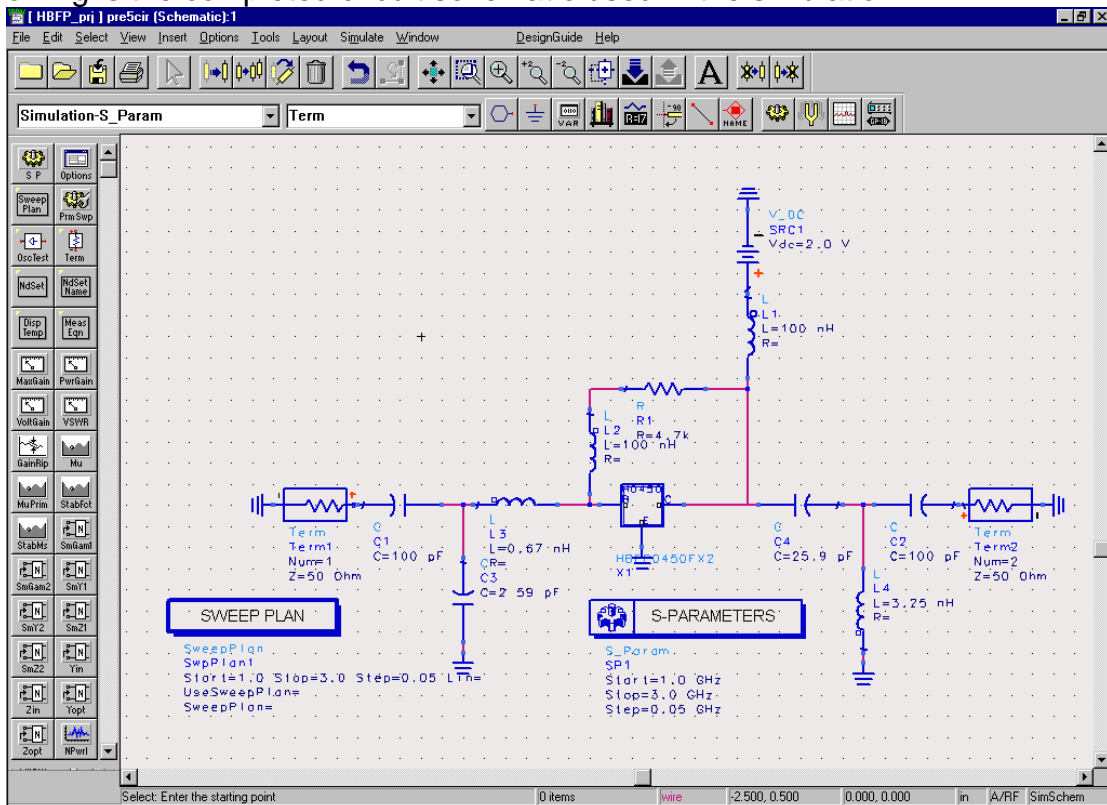 [ HBFP_prj ] pre5cir (Schematic):1
File Edit Select View Insert Options Tools Layout Simulate Window DesignGuide Help
Simulation-S_Param Term
VAR
NAME
S P Options
Sweep Plan PrmSwp
OscTest Term
NdSet NdSet Name
Disp Temp Meas Eqn
MaxGain PwrGain
VoltGain VSWR
GainRip Mu
MuPrim StabFct
StabMs SmGam1
SmGam2 SmY1
SmY2 SmZ1
SmZ2 Yin
Zin Yopt
Zopt NPwrI
V_DC
SRC1
Vdc=2.0 V
L
L1
L=100 nH
R=
R
R1
R=4.7k
L
L2
L=100 nH
R=
Term
Term1
Num=1
Z=50 Ohm
C
C1
C=100 pF
L
L3
L=0.67 nH
R=
C
C3
C=2.59 pF
B C E
X1
C
C4
C=25.9 pF
C
C2
C=100 pF
Term
Term2
Num=2
Z=50 Ohm
L
L4
L=3.25 nH
R=
SWEEP PLAN
SweepPlan
SwpPlan1
Start=1.0 Stop=3.0 Step=0.05 Lin=
UseSweepPlan=
SweepPlan=
S-PARAMETERS
S_Param
SP1
Start=1.0 GHz
Stop=3.0 GHz
Step=0.05 GHz
Select: Enter the starting point 0 items wire -2.500, 0.500 0.000, 0.000 in A/RF SimSchem